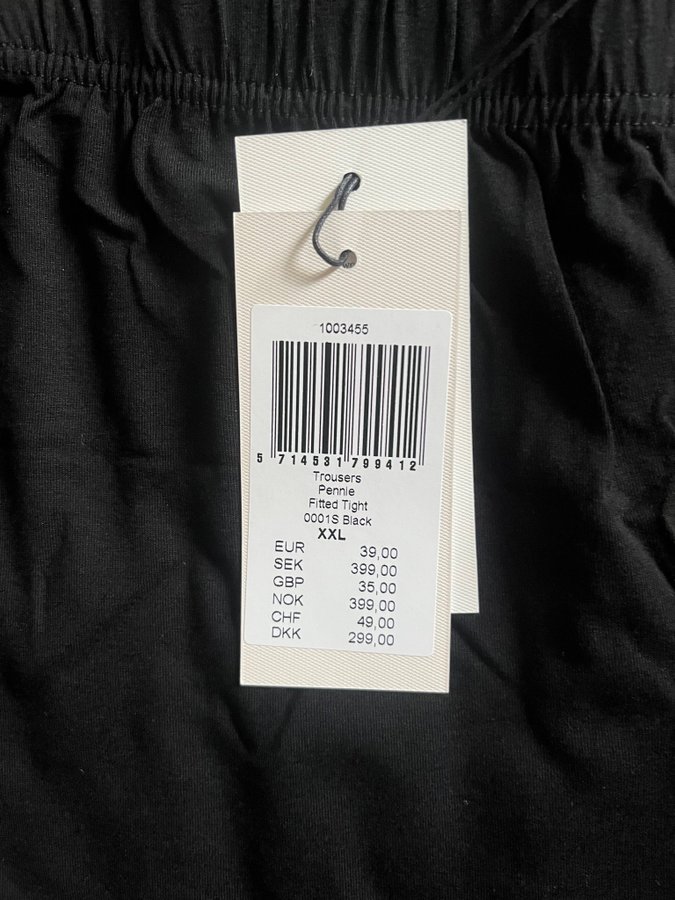 1003455
5 714531 799412
Trousers
Pennie
Fitted Tight
0001S Black
XXL
EUR 39,00
SEK 399,00
GBP 35,00
NOK 399,00
CHF 49,00
DKK 299,00